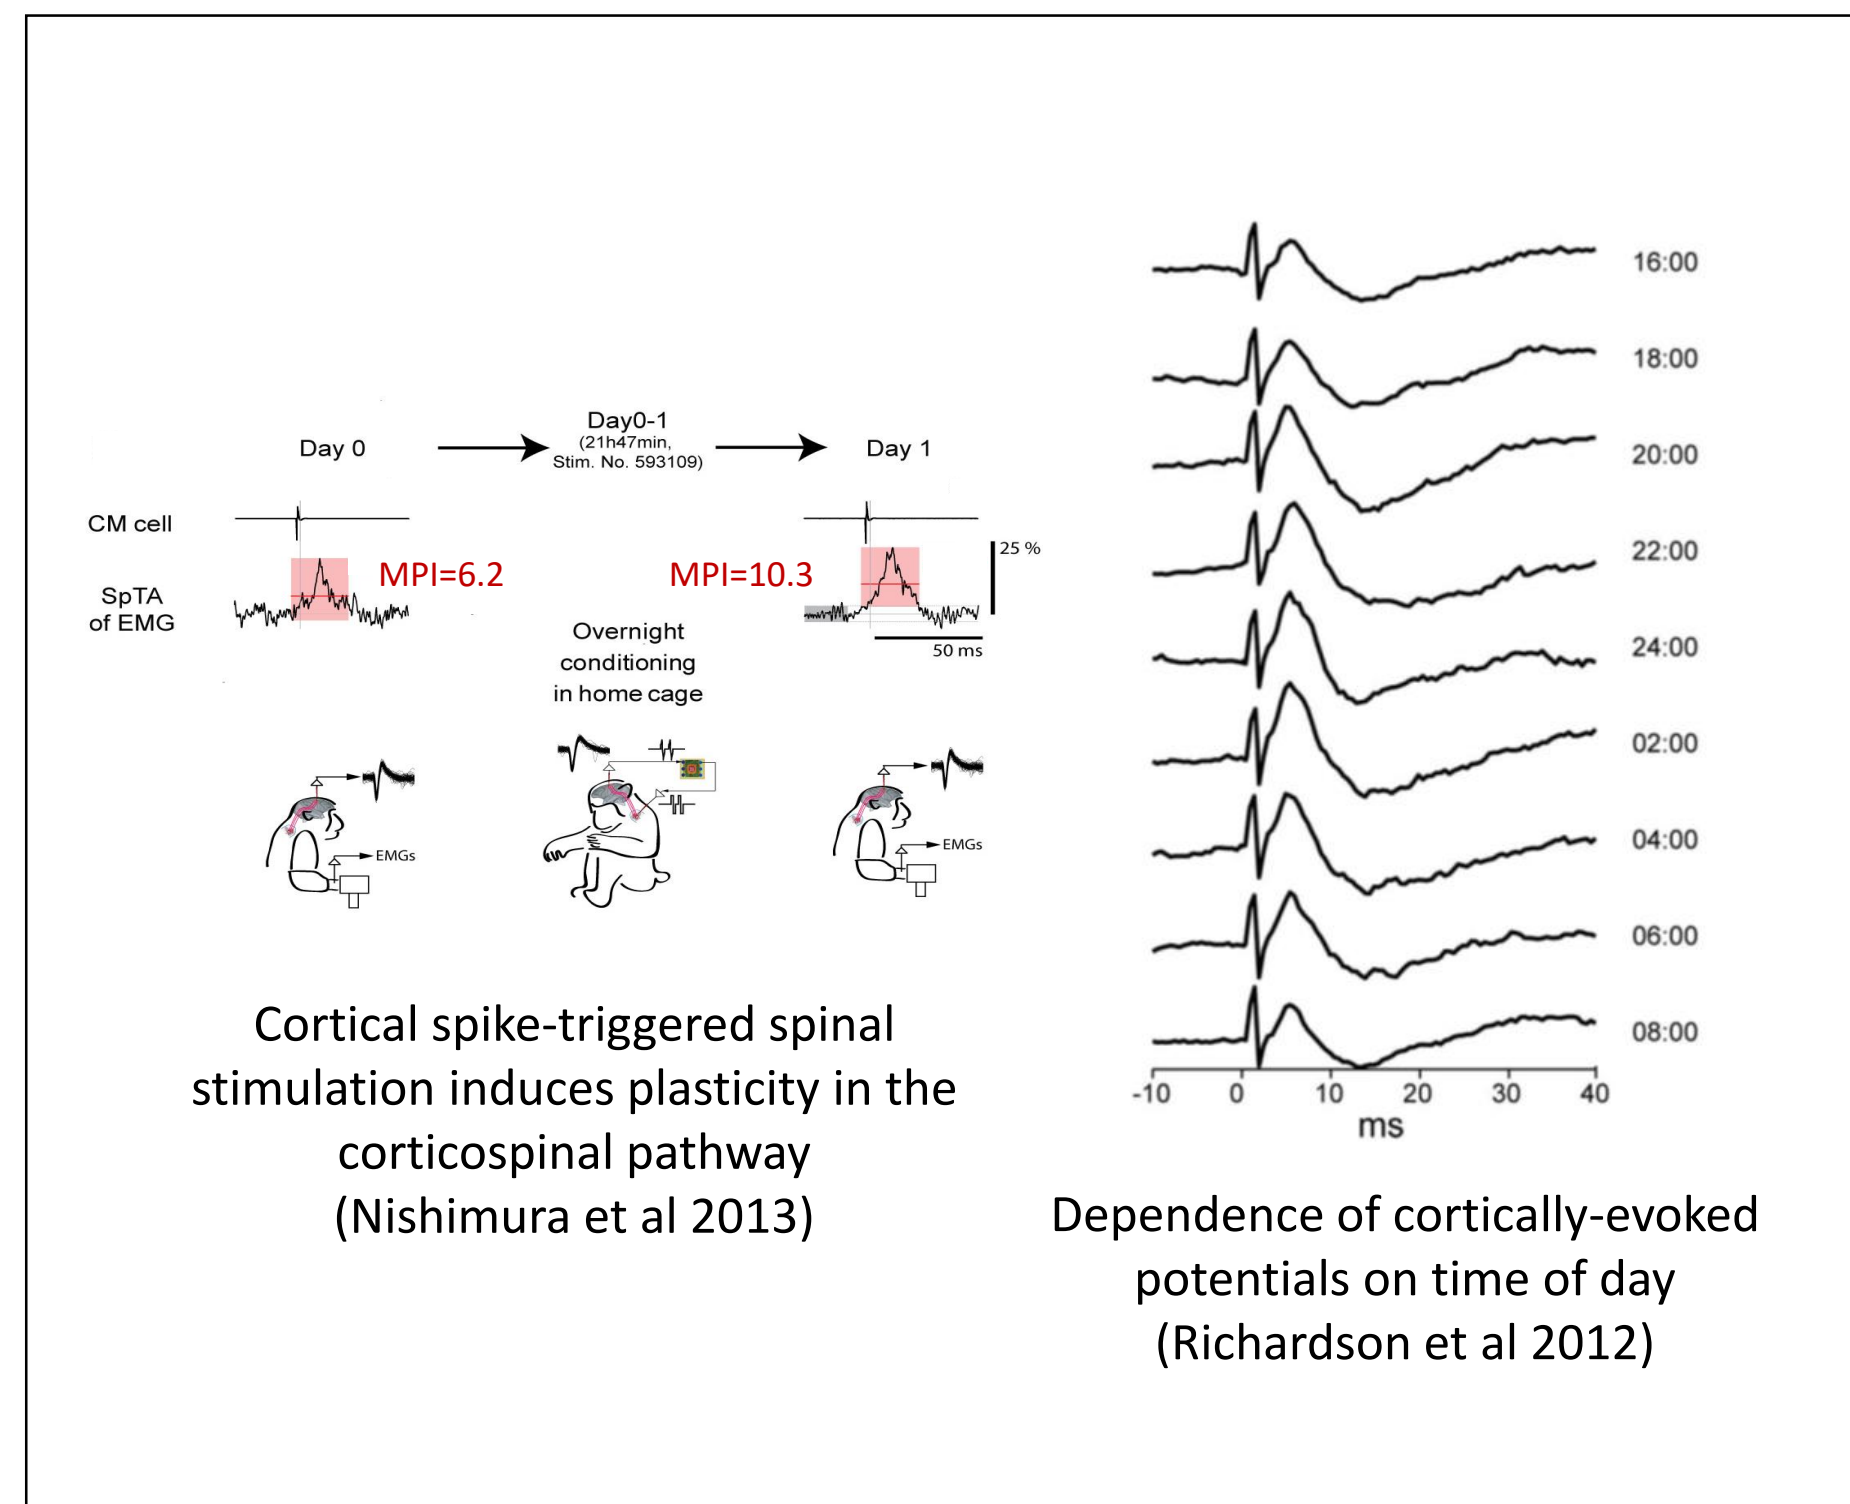 Day 0
Day0-1
(21h47min,
Stim. No. 593109)
Day 1
CM cell
SpTA
of EMG
MPI=6.2
MPI=10.3
25 %
50 ms
Overnight
conditioning
in home cage
EMGs
EMGs
Cortical spike-triggered spinal
stimulation induces plasticity in the
corticospinal pathway
(Nishimura et al 2013)
16:00
18:00
20:00
22:00
24:00
02:00
04:00
06:00
08:00
-10 0 10 20 30 40
ms
Dependence of cortically-evoked
potentials on time of day
(Richardson et al 2012)